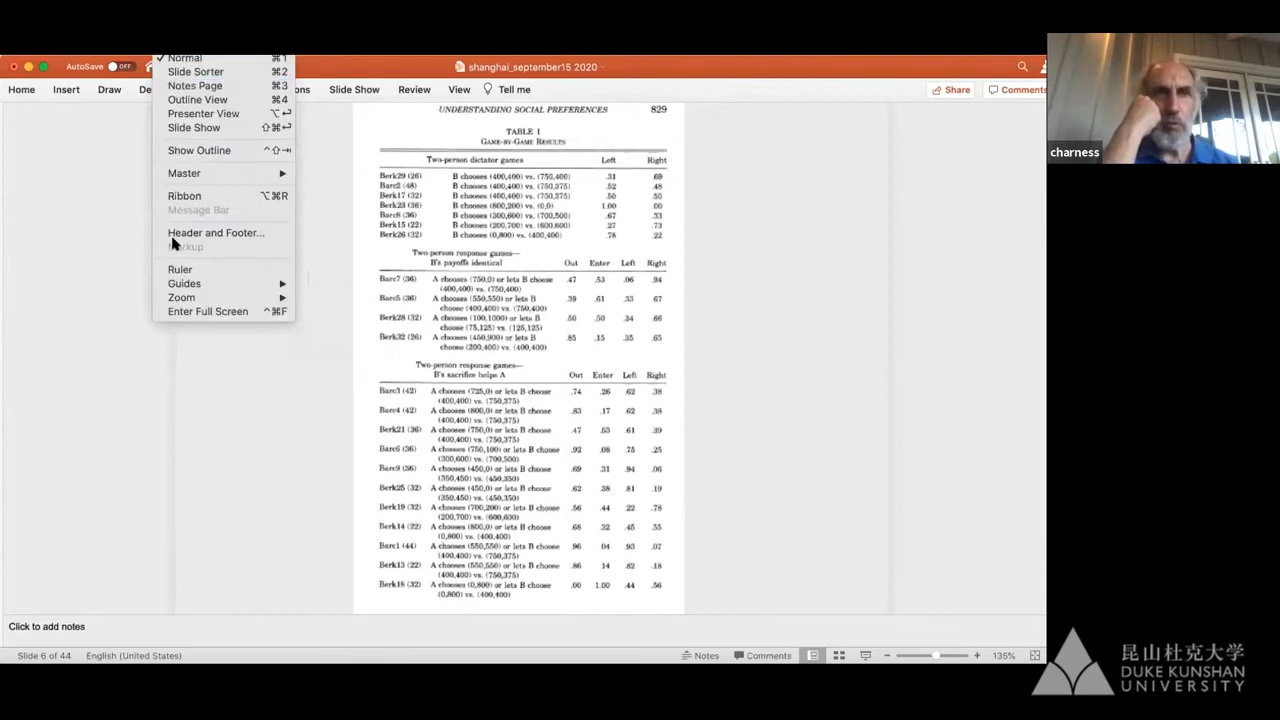 Normal ⌘1
AutoSave OFF
shanghai_september15 2020
Slide Sorter ⌘2
Notes Page ⌘3
Outline View ⌘4
Presenter View ⌥↩
Slide Show ⇧⌘↩
Show Outline ^⇧⇥
Master
Ribbon ⌥⌘R
Message Bar
Header and Footer...
Ruler
Guides
Zoom
Enter Full Screen ^⌘F
Home Insert Draw De ons Slide Show Review View Tell me
Share Comments
UNDERSTANDING SOCIAL PREFERENCES 829
TABLE I
GAME-BY-GAME RESULTS
Two-person dictator games Left Right
Berk29 (26) B chooses (400,400) vs. (750,400) .31 .69
Barc2 (48) B chooses (400,400) vs. (750,375) .52 .48
Berk17 (32) B chooses (400,400) vs. (750,375) .50 .50
Berk23 (36) B chooses (800,200) vs. (0,0) 1.00 .00
Barc8 (36) B chooses (300,600) vs. (700,500) .67 .33
Berk15 (22) B chooses (200,700) vs. (600,600) .27 .73
Berk26 (32) B chooses (0,800) vs. (400,400) .78 .22
Two-person response games—
B's payoffs identical Out Enter Left Right
Barc7 (36) A chooses (750,0) or lets B choose .47 .53 .06 .94
(400,400) vs. (750,400)
Barc5 (36) A chooses (550,550) or lets B .39 .61 .33 .67
choose (400,400) vs. (750,400)
Berk28 (32) A chooses (100,1000) or lets B .50 .50 .34 .66
choose (75,125) vs. (125,125)
Berk32 (26) A chooses (450,900) or lets B .85 .15 .35 .65
choose (200,400) vs. (400,400)
Two-person response games—
B's sacrifice helps A Out Enter Left Right
Barc3 (42) A chooses (725,0) or lets B choose .74 .26 .62 .38
(400,400) vs. (750,375)
Barc4 (42) A chooses (800,0) or lets B choose .83 .17 .62 .38
(400,400) vs. (750,375)
Berk21 (36) A chooses (750,0) or lets B choose .47 .53 .61 .39
(400,400) vs. (750,375)
Barc6 (36) A chooses (750,100) or lets B choose .92 .08 .75 .25
(300,600) vs. (700,500)
Barc9 (36) A chooses (450,0) or lets B choose .69 .31 .94 .06
(350,450) vs. (450,350)
Berk25 (32) A chooses (450,0) or lets B choose .62 .38 .81 .19
(350,450) vs. (450,350)
Berk19 (32) A chooses (700,200) or lets B choose .56 .44 .22 .78
(200,700) vs. (600,600)
Berk14 (22) A chooses (800,0) or lets B choose .68 .32 .45 .55
(0,800) vs. (400,400)
Barc1 (44) A chooses (550,550) or lets B choose .96 04 .93 .07
(400,400) vs. (750,375)
Berk13 (22) A chooses (550,550) or lets B choose .86 .14 .82 .18
(400,400) vs. (750,375)
Berk18 (32) A chooses (0,800) or lets B choose .00 1.00 .44 .56
(0,800) vs. (400,400)
Click to add notes
Slide 6 of 44 English (United States) Notes Comments 135%
charness
昆山杜克大学
DUKE KUNSHAN
UNIVERSITY